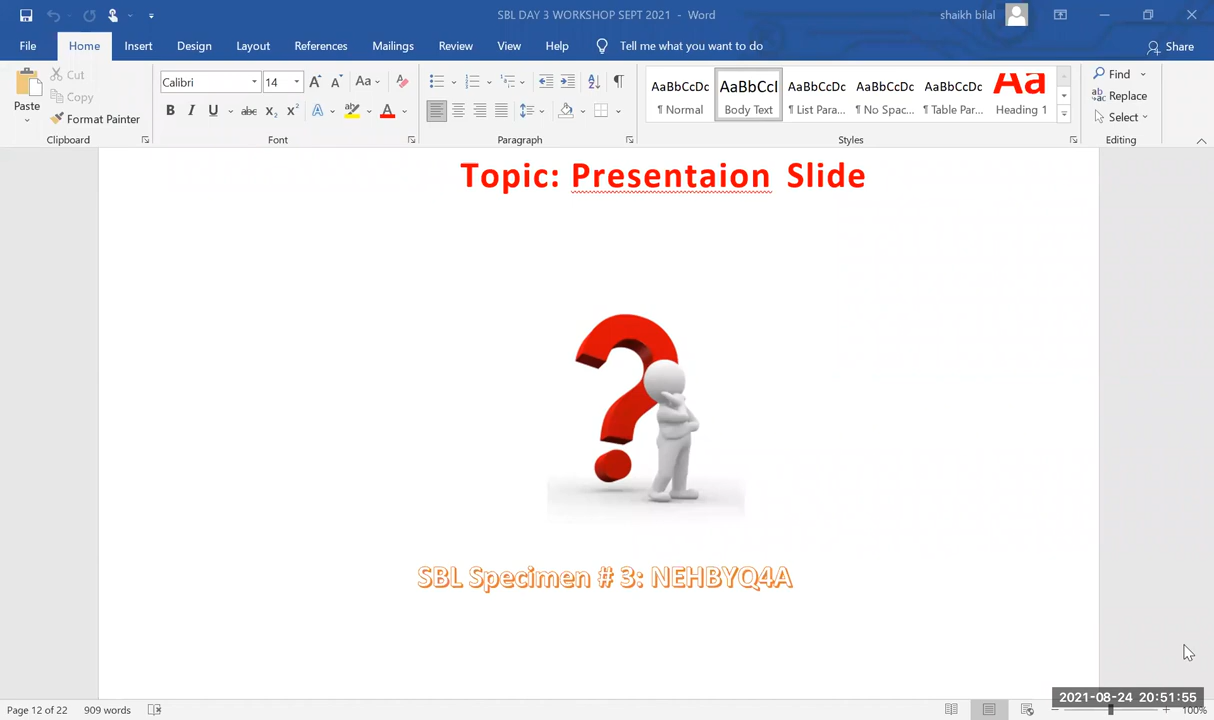 SBL DAY 3 WORKSHOP SEPT 2021 - Word
shaikh bilal
File Home Insert Design Layout References Mailings Review View Help Tell me what you want to do Share
Paste
Cut
Copy
Format Painter
Clipboard
Calibri 14
Font
Paragraph
AaBbCcDc AaBbCcI AaBbCcDc AaBbCcDc AaBbCcDc Aa
¶ Normal Body Text ¶ List Para... ¶ No Spac... ¶ Table Par... Heading 1
Styles
Find
Replace
Select
Editing
Topic: Presentaion Slide
SBL Specimen # 3: NEHBYQ4A
2021-08-24 20:51:55
Page 12 of 22 909 words 100%